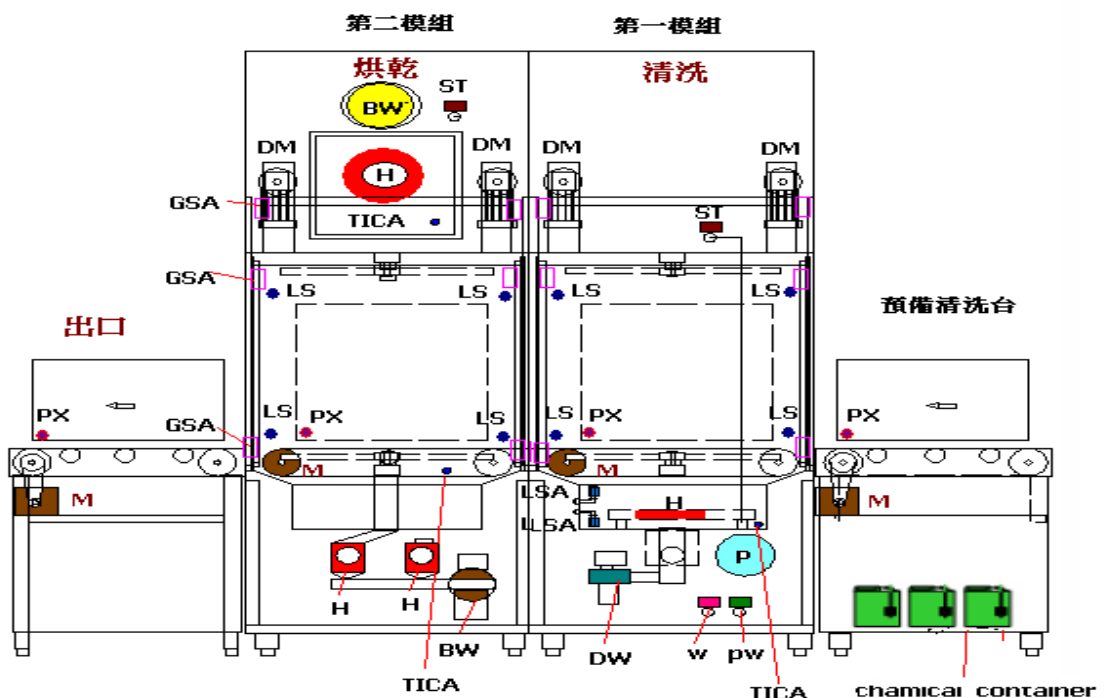 第二模組 第一模組
烘乾 清洗
BW ST
DM DM DM DM
H
GSA
TICA ST
GSA
LS LS LS LS
出口 預備清洗台
PX PX
LS PX LS LS PX LS
GSA
M M
M M
LSA H
LSA
P
H H
BW DW w pw
TICA TICA chamical container